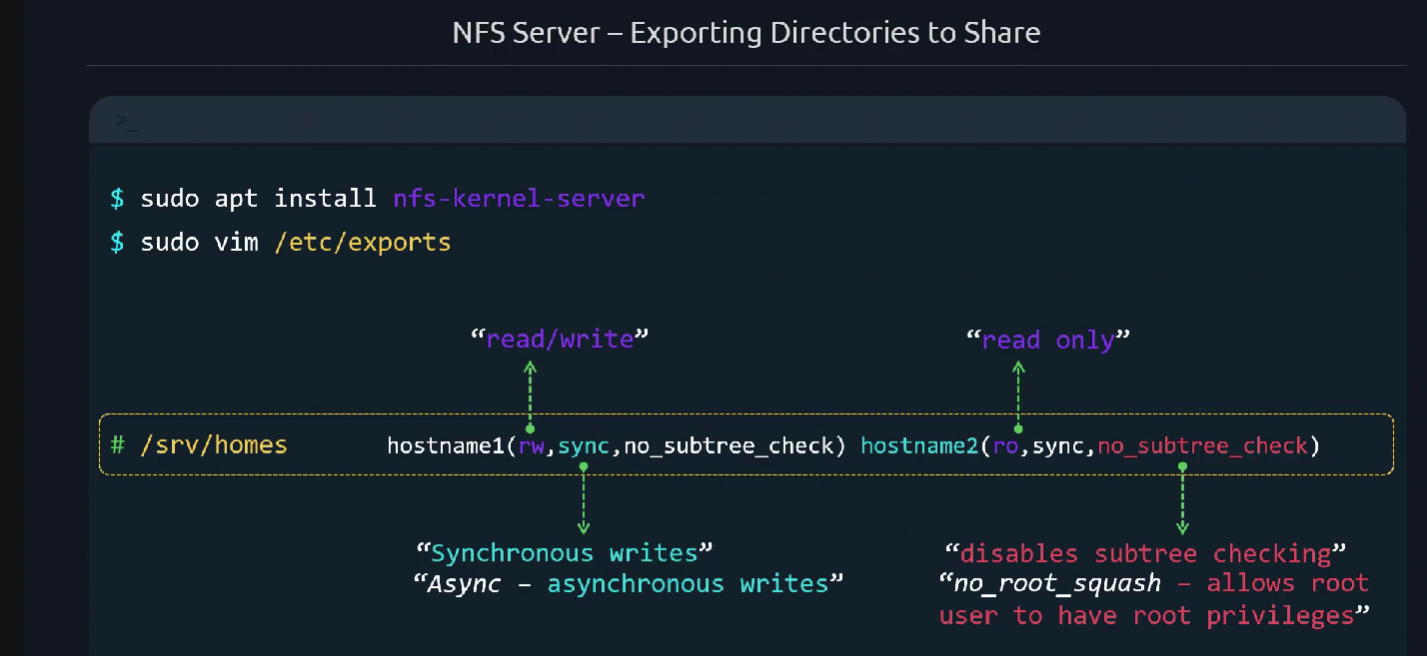 NFS Server – Exporting Directories to Share
>_
$ sudo apt install nfs-kernel-server
$ sudo vim /etc/exports
“read/write” “read only”
# /srv/homes hostname1(rw,sync,no_subtree_check) hostname2(ro,sync,no_subtree_check)
“Synchronous writes” “disables subtree checking”
“Async – asynchronous writes” “no_root_squash – allows root
user to have root privileges”